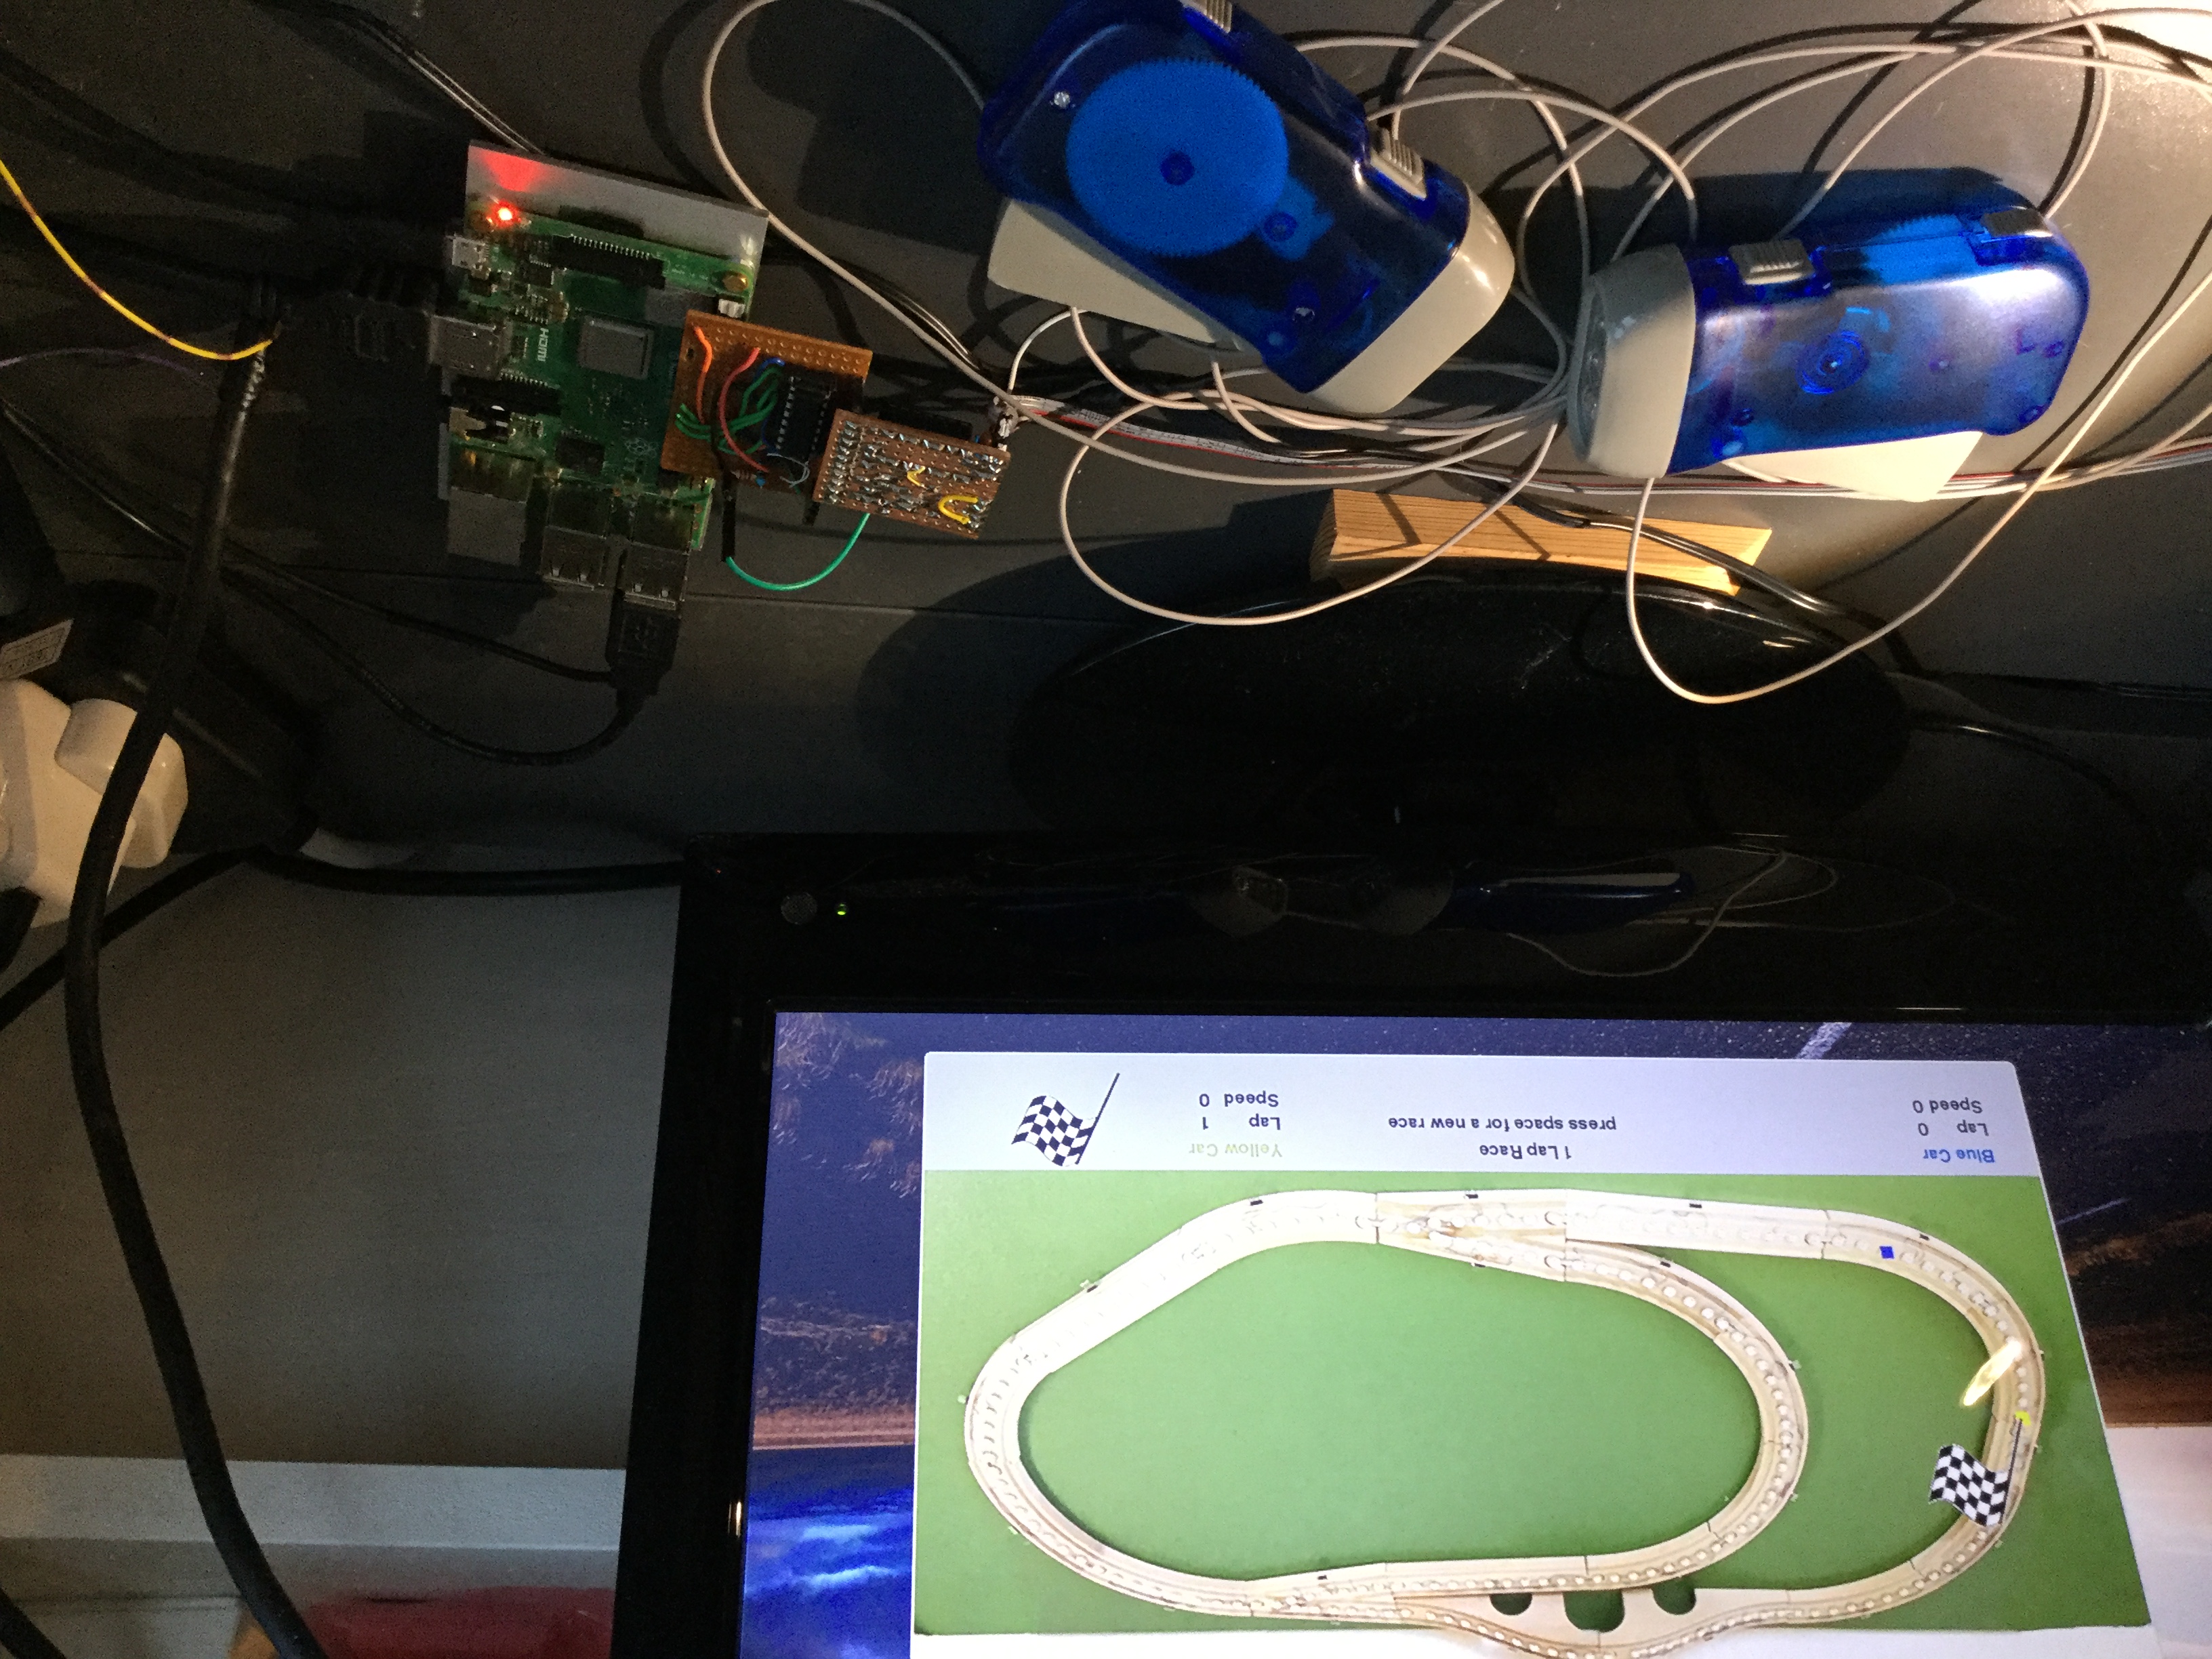 Blue Car
Lap 0
Speed 0
1 Lap Race
press space for a new race
Yellow Car
Lap 1
Speed 0
HDMI